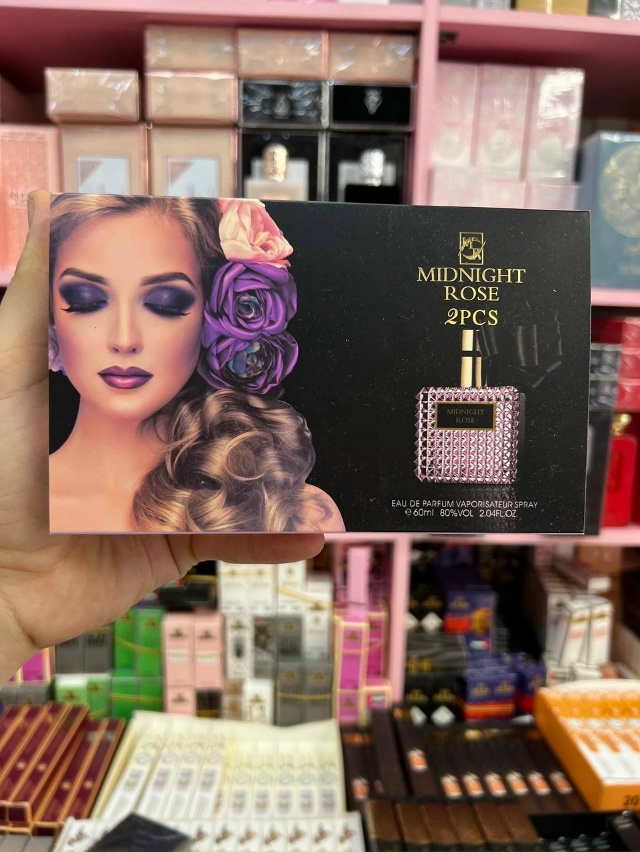 MIDNIGHT
ROSE
2PCS
MIDNIGHT
ROSE
EAU DE PARFUM VAPORISATEUR SPRAY
℮60ml 80%VOL 2.04FL.OZ